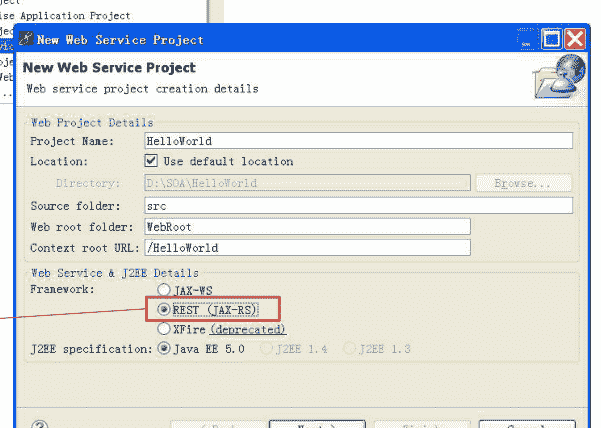 ise Application Project
New Web Service Project
New Web Service Project
Web service project creation details
Web Project Details
Project Name: HelloWorld
Location: Use default location
Directory: D:\SOA\HelloWorld Browse...
Source folder: src
Web root folder: WebRoot
Context root URL: /HelloWorld
Web Service & J2EE Details
Framework: JAX-WS
REST (JAX-RS)
XFire (deprecated)
J2EE specification: Java EE 5.0 J2EE 1.4 J2EE 1.3